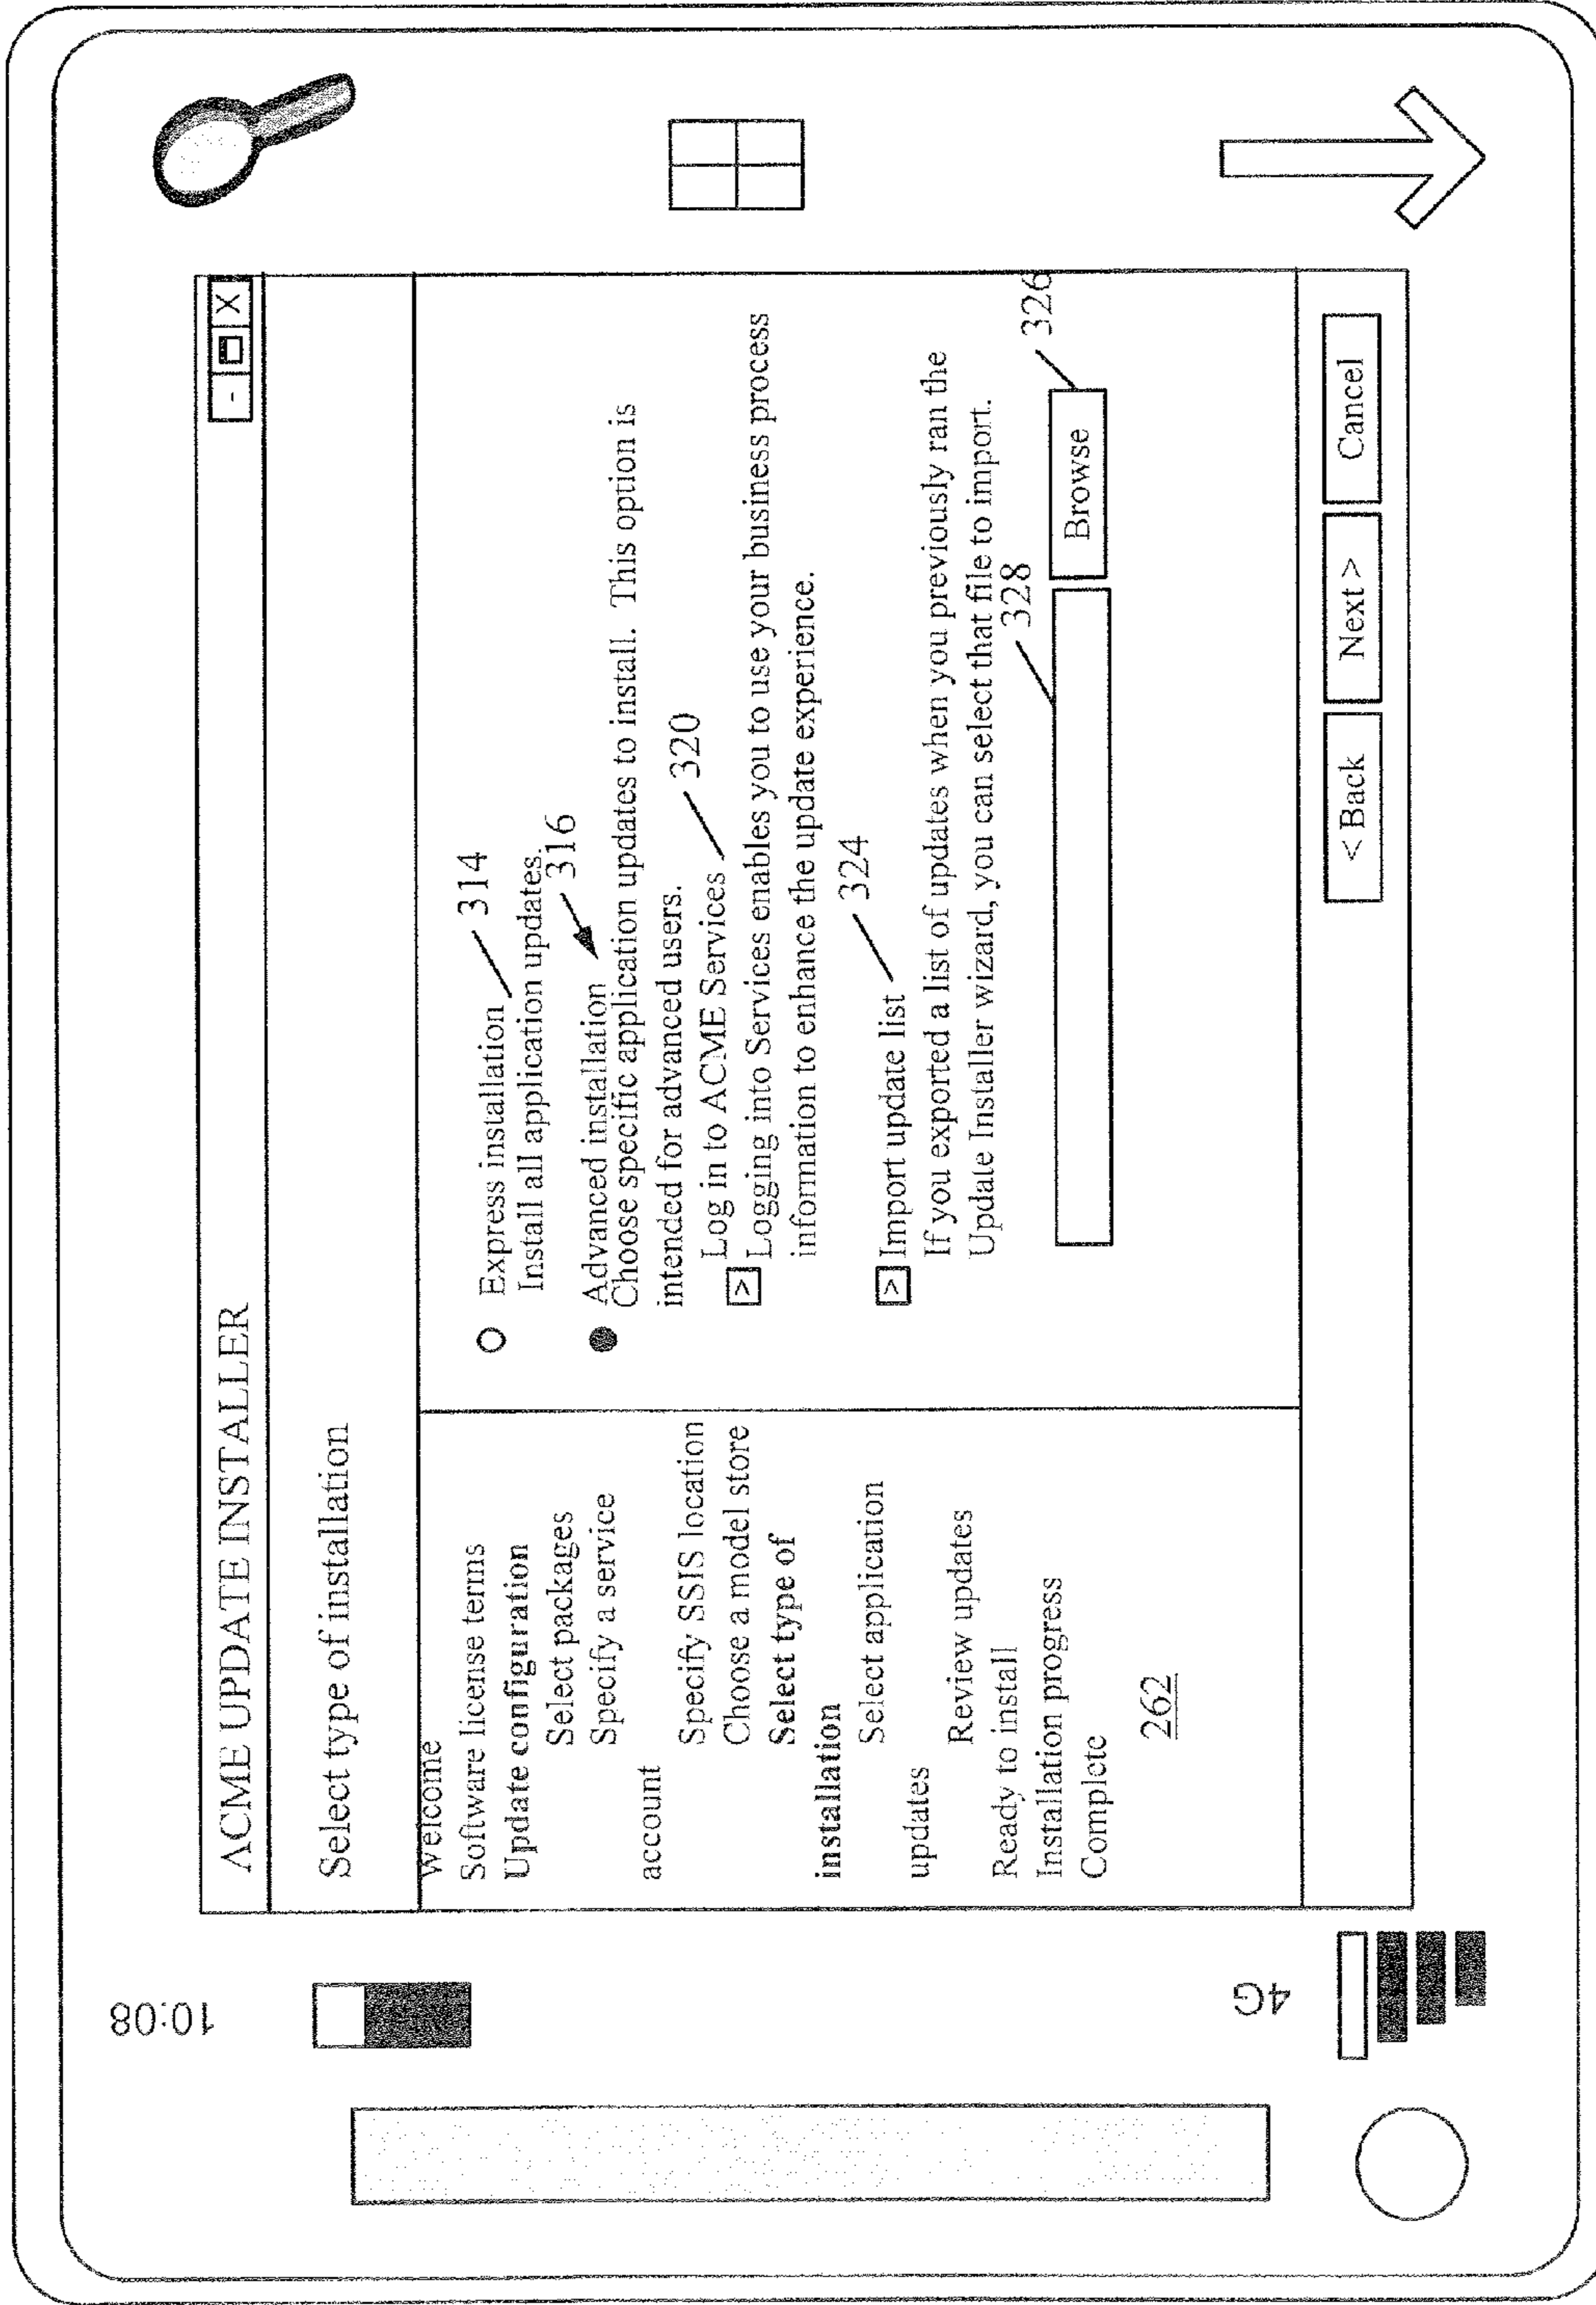 10:08
4G
ACME UPDATE INSTALLER
- X
Select type of installation
Welcome
Software license terms
Update configuration
Select packages
Specify a service
account
Specify SSIS location
Choose a model store
Select type of
installation
Select application
updates
Review updates
Ready to install
Installation progress
Complete
262
Express installation 314
Install all application updates.
316
Advanced installation
Choose specific application updates to install. This option is
intended for advanced users.
Log in to ACME Services 320
> Logging into Services enables you to use your business process
information to enhance the update experience.
324
> Import update list
If you exported a list of updates when you previously ran the
Update Installer wizard, you can select that file to import.
328
326
Browse
< Back Next > Cancel